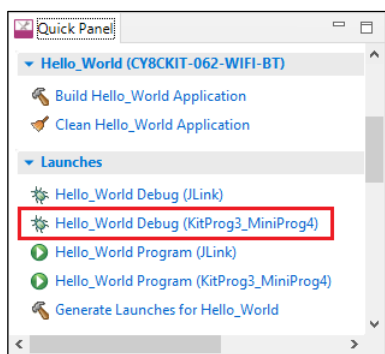 Quick Panel
Hello_World (CY8CKIT-062-WIFI-BT)
Build Hello_World Application
Clean Hello_World Application
Launches
Hello_World Debug (JLink)
Hello_World Debug (KitProg3_MiniProg4)
Hello_World Program (JLink)
Hello_World Program (KitProg3_MiniProg4)
Generate Launches for Hello_World